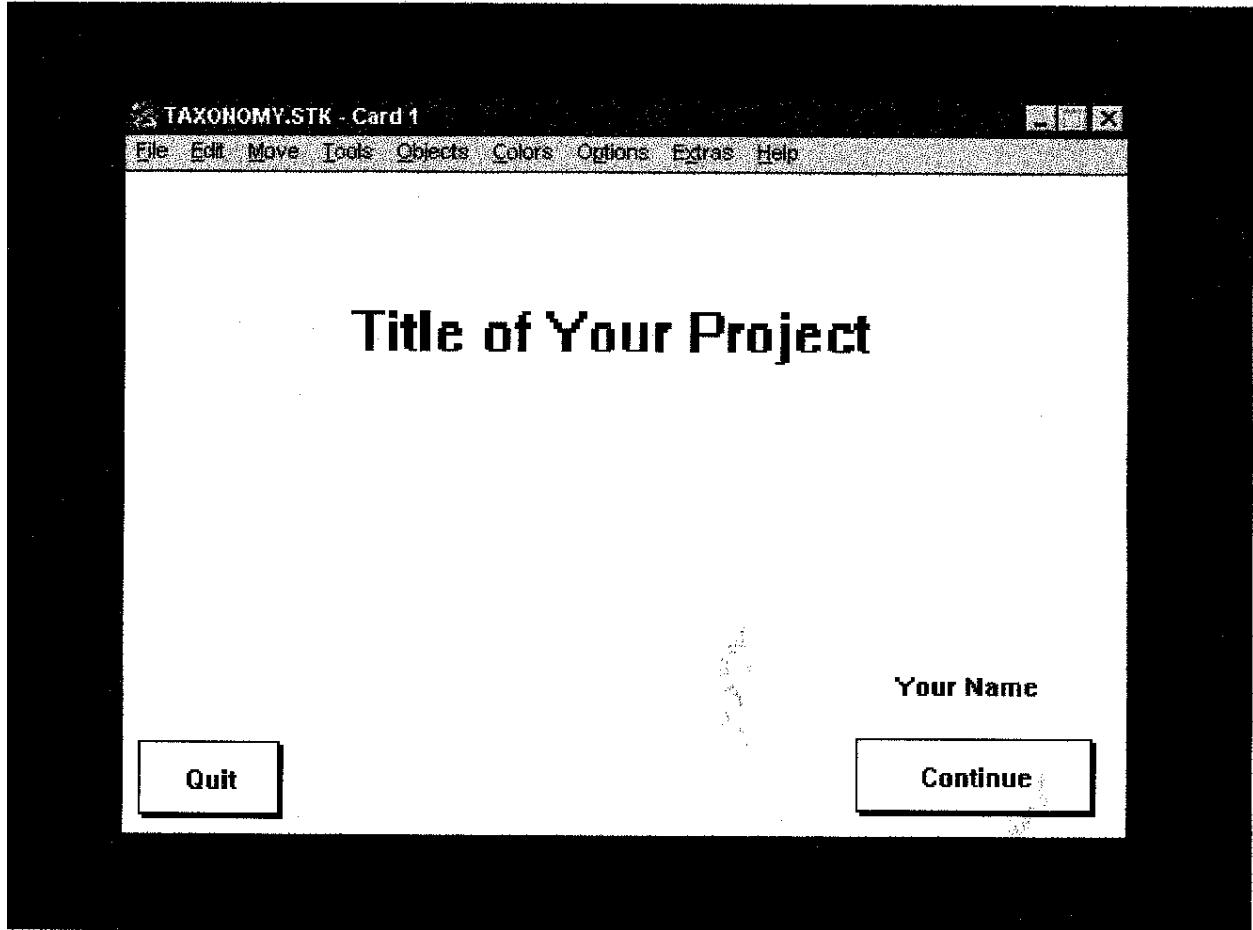 TAXONOMY.STK - Card 1
File Edit Move Tools Objects Colors Options Extras Help
Title of Your Project
Your Name
Quit
Continue